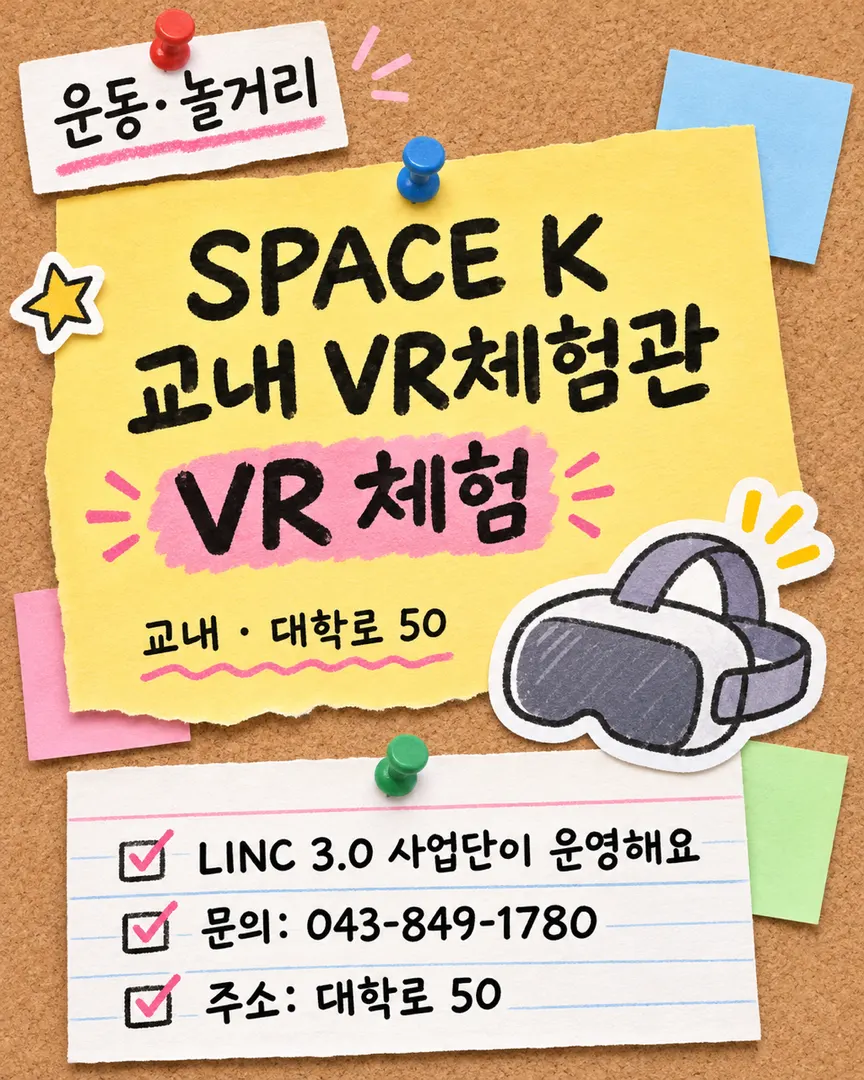 운동·놀거리
SPACE K
교내 VR체험관
VR 체험
교내 · 대학로 50
LINC 3.0 사업단이 운영해요
문의: 043-849-1780
주소: 대학로 50